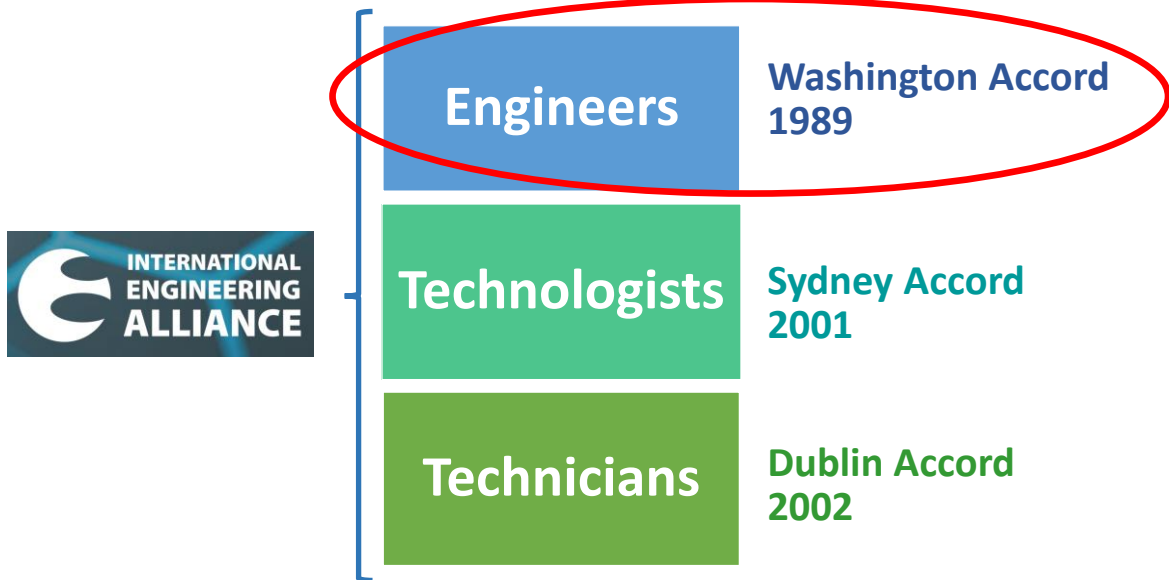 INTERNATIONAL
ENGINEERING
ALLIANCE
Engineers
Washington Accord
1989
Technologists
Sydney Accord
2001
Technicians
Dublin Accord
2002